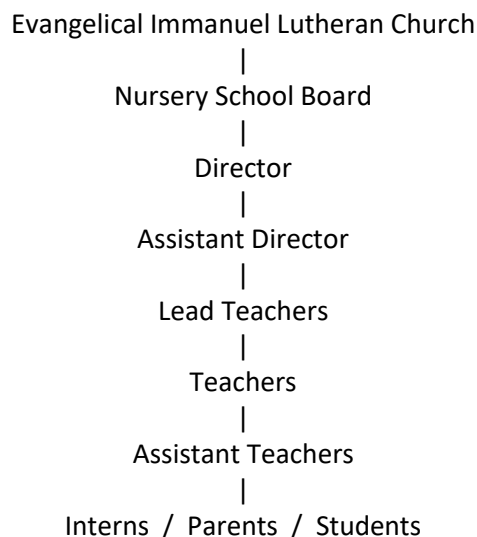 Evangelical Immanuel Lutheran Church
|
Nursery School Board
|
Director
|
Assistant Director
|
Lead Teachers
|
Teachers
|
Assistant Teachers
|
Interns / Parents / Students